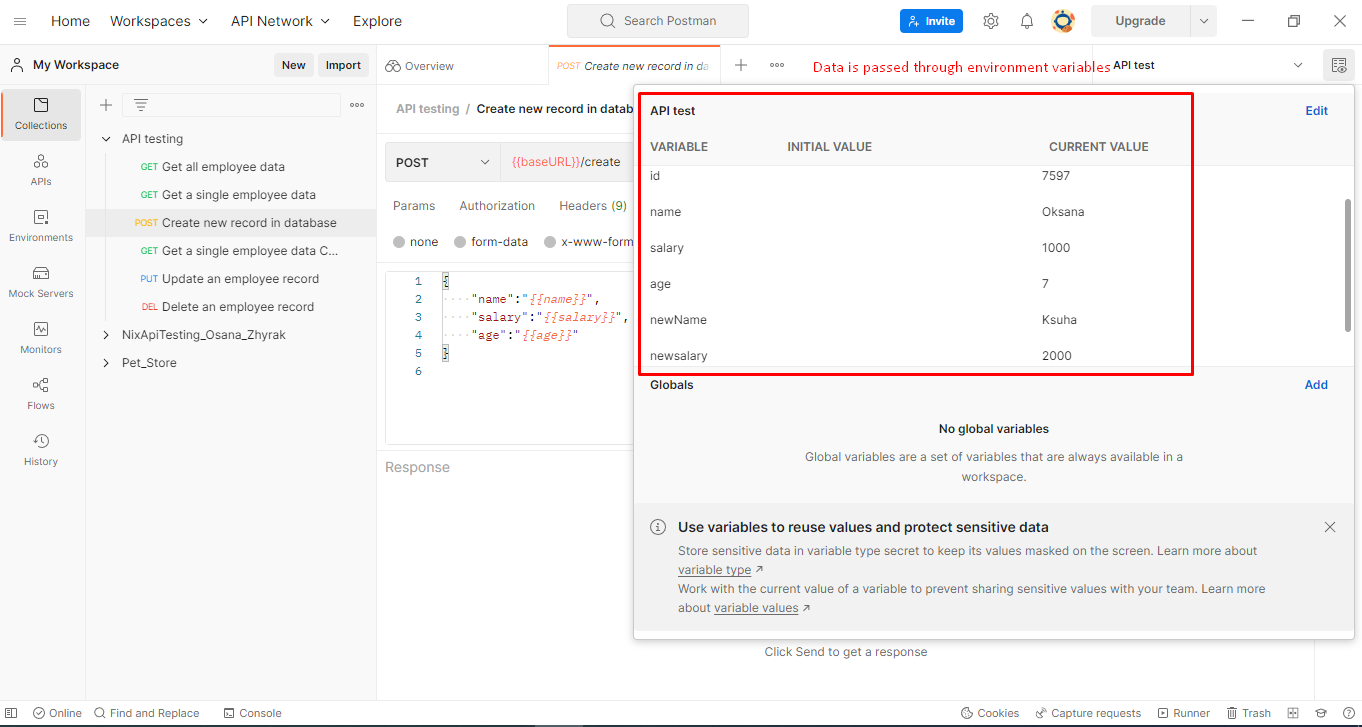 Home Workspaces API Network Explore Search Postman Invite Upgrade
My Workspace New Import Overview POST Create new record in da Data is passed through environment variables API test
Collections
APIs
Environments
Mock Servers
Monitors
Flows
History
API testing
GET Get all employee data
GET Get a single employee data
POST Create new record in database
GET Get a single employee data C...
PUT Update an employee record
DEL Delete an employee record
NixApiTesting_Osana_Zhyrak
Pet_Store
API testing / Create new record in datab
POST {{baseURL}}/create
Params Authorization Headers (9)
none form-data x-www-form
1 {
2 "name":"{{name}}",
3 "salary":"{{salary}}",
4 "age":"{{age}}"
5 }
6
Response
API test Edit
VARIABLE INITIAL VALUE CURRENT VALUE
id 7597
name Oksana
salary 1000
age 7
newName Ksuha
newsalary 2000
Globals Add
No global variables
Global variables are a set of variables that are always available in a
workspace.
Use variables to reuse values and protect sensitive data
Store sensitive data in variable type secret to keep its values masked on the screen. Learn more about
variable type ↗
Work with the current value of a variable to prevent sharing sensitive values with your team. Learn more
about variable values ↗
Click Send to get a response
Online Find and Replace Console Cookies Capture requests Runner Trash